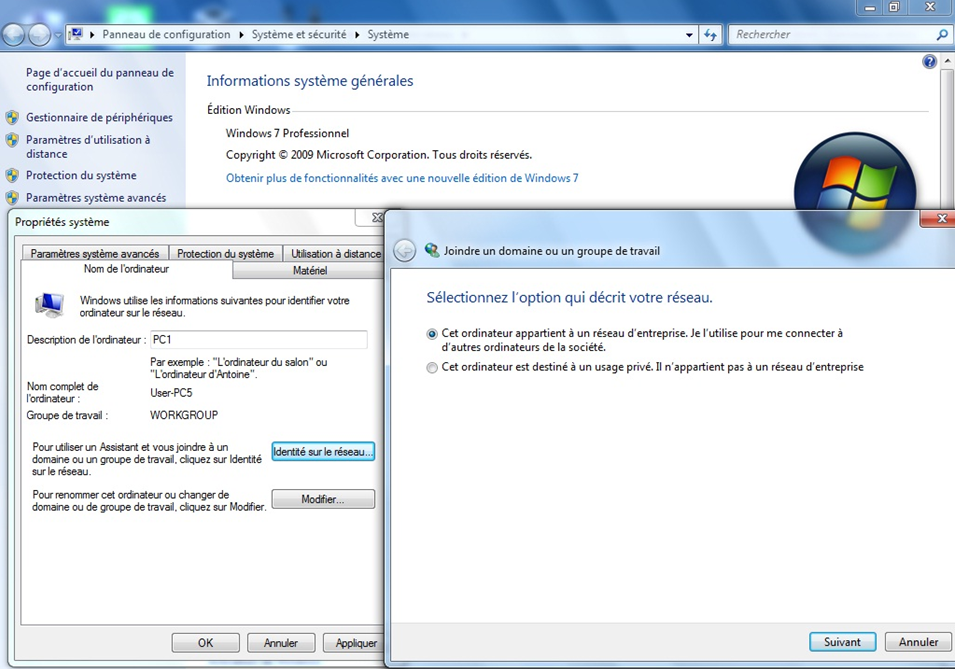 Panneau de configuration
Système et sécurité
Système
Rechercher
Page d'accueil du panneau de
configuration
Gestionnaire de périphériques
Paramètres d'utilisation à
distance
Protection du système
Paramètres système avancés
Informations système générales
Édition Windows
Windows 7 Professionnel
Copyright © 2009 Microsoft Corporation. Tous droits réservés.
Obtenir plus de fonctionnalités avec une nouvelle édition de Windows 7
Propriétés système
Paramètres système avancés
Protection du système
Utilisation à distance
Nom de l'ordinateur
Matériel
Windows utilise les informations suivantes pour identifier votre
ordinateur sur le réseau.
Description de l'ordinateur :
PC1
Par exemple : "L'ordinateur du salon" ou
"L'ordinateur d'Antoine".
Nom complet de
l'ordinateur :
User-PC5
Groupe de travail :
WORKGROUP
Pour utiliser un Assistant et vous joindre à un
domaine ou un groupe de travail, cliquez sur Identité
sur le réseau.
Identité sur le réseau...
Pour renommer cet ordinateur ou changer de
domaine ou de groupe de travail, cliquez sur Modifier.
Modifier...
OK
Annuler
Appliquer
Joindre un domaine ou un groupe de travail
Sélectionnez l'option qui décrit votre réseau.
Cet ordinateur appartient à un réseau d'entreprise. Je l'utilise pour me connecter à
d'autres ordinateurs de la société.
Cet ordinateur est destiné à un usage privé. Il n'appartient pas à un réseau d'entreprise
Suivant
Annuler